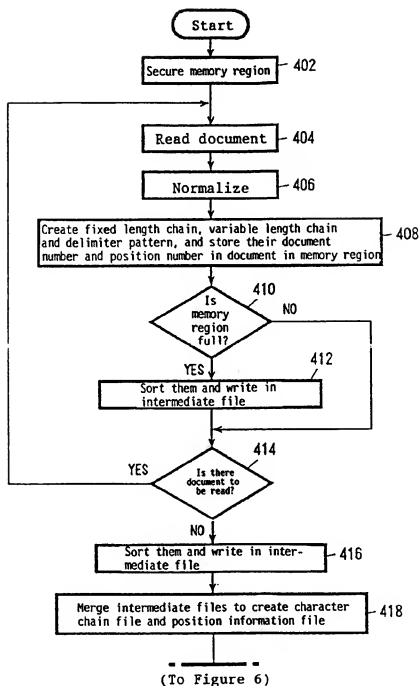 Start
Secure memory region
402
Read document
404
Normalize
406
Create fixed length chain, variable length chain
and delimiter pattern, and store their document
number and position number in document in memory region
408
410
Is
memory
region
full?
NO
YES
412
Sort them and write in
intermediate file
414
YES
Is there
document to
be read?
NO
Sort them and write in inter-
mediate file
416
Merge intermediate files to create character
chain file and position information file
418
(To Figure 6)